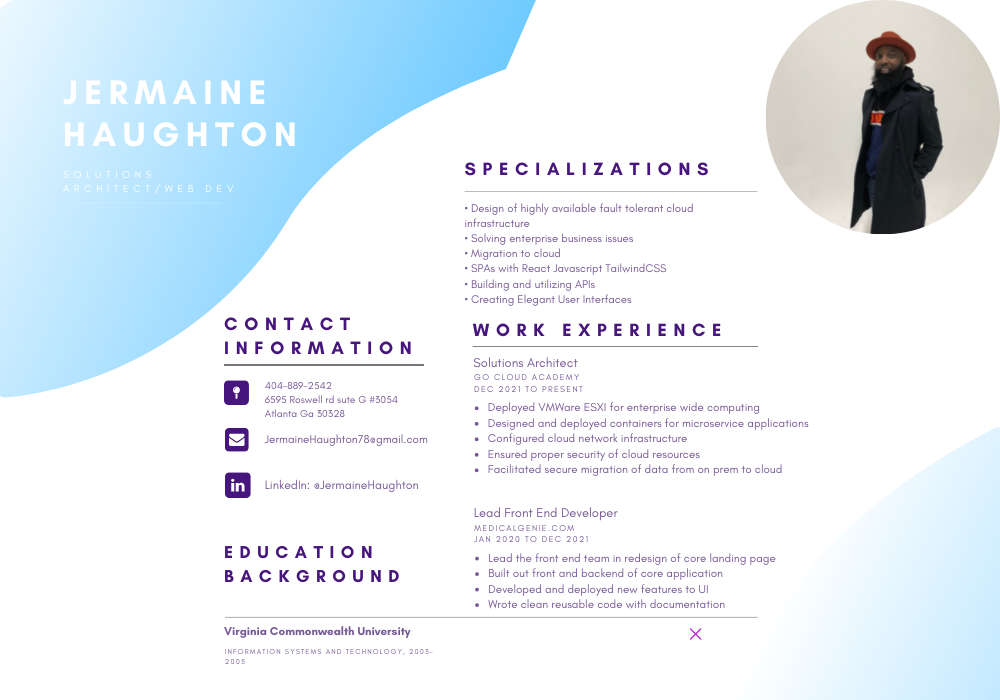 JERMAINE
HAUGHTON
SOLUTIONS
ARCHITECT/WEB DEV
SPECIALIZATIONS
• Design of highly available fault tolerant cloud
infrastructure
• Solving enterprise business issues
• Migration to cloud
• SPAs with React Javascript TailwindCSS
• Building and utilizing APIs
• Creating Elegant User Interfaces
CONTACT
INFORMATION
404-889-2542
6595 Roswell rd sute G #3054
Atlanta Ga 30328
JermaineHaughton78@gmail.com
in
LinkedIn: @JermaineHaughton
WORK EXPERIENCE
Solutions Architect
GO CLOUD ACADEMY
DEC 2021 TO PRESENT
• Deployed VMWare ESXI for enterprise wide computing
• Designed and deployed containers for microservice applications
• Configured cloud network infrastructure
• Ensured proper security of cloud resources
• Facilitated secure migration of data from on prem to cloud
Lead Front End Developer
MEDICALGENIE.COM
JAN 2020 TO DEC 2021
• Lead the front end team in redesign of core landing page
• Built out front and backend of core application
• Developed and deployed new features to UI
• Wrote clean reusable code with documentation
EDUCATION
BACKGROUND
Virginia Commonwealth University
INFORMATION SYSTEMS AND TECHNOLOGY, 2003-
2005